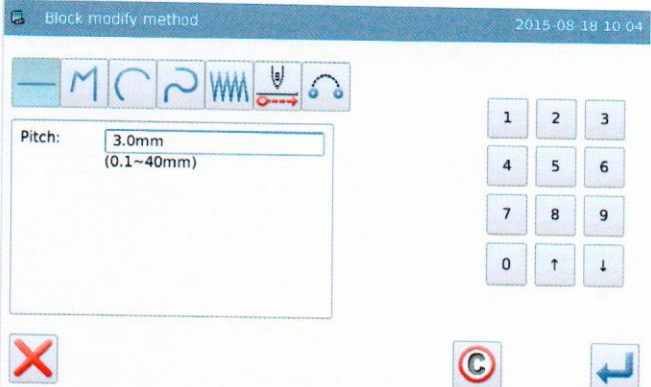 Block modify method
2015-08-18 10:04
Pitch:
3.0mm
(0.1~40mm)
1 2 3
4 5 6
7 8 9
0 ↑ ↓
C